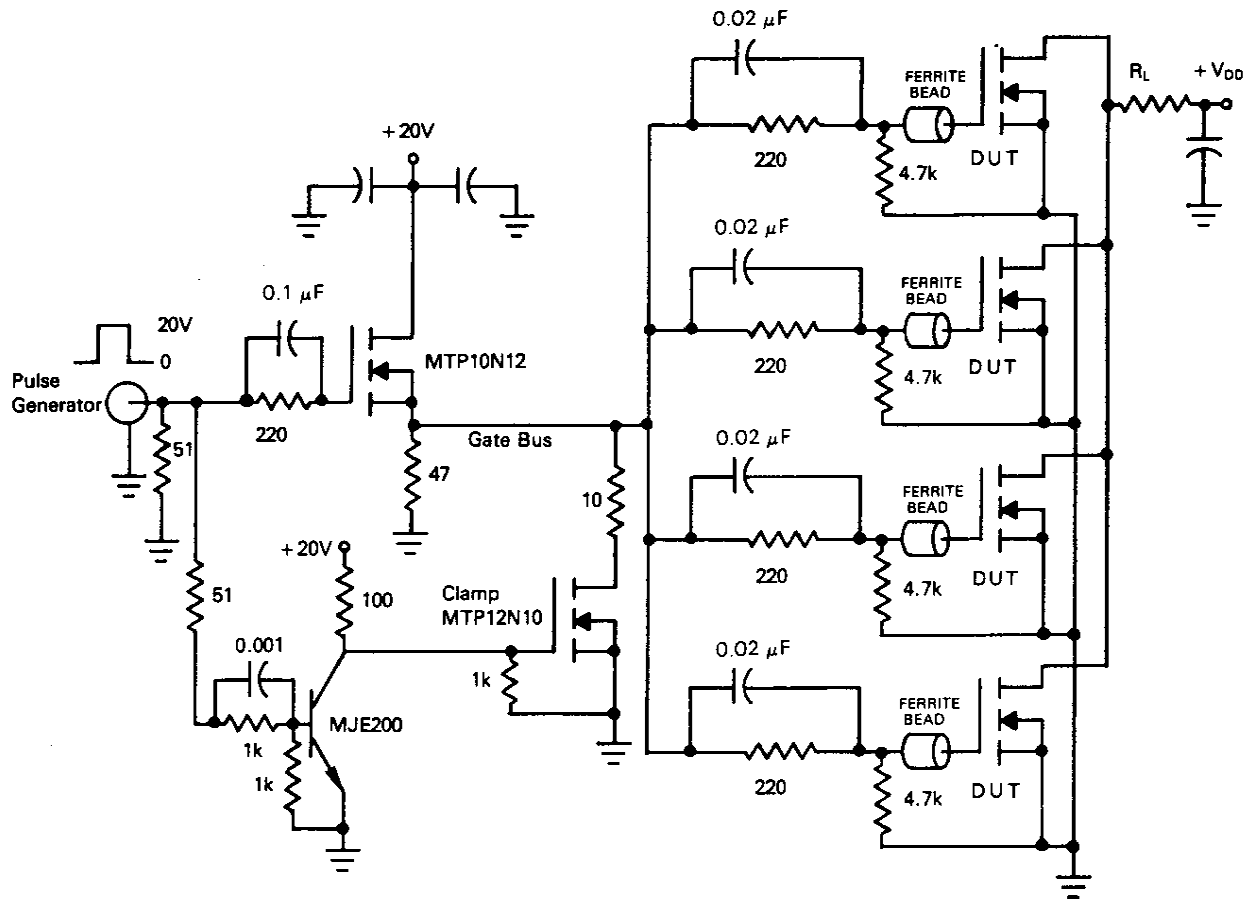 0.02 µF
FERRITE
BEAD
220
4.7k
DUT
RL
+ VDD
+20V
0.02 µF
FERRITE
BEAD
220
4.7k
DUT
0.1 µF
20V
0
Pulse
Generator
MTP10N12
220
51
Gate Bus
47
10
0.02 µF
FERRITE
BEAD
220
4.7k
DUT
+20V
51
100
Clamp
MTP12N10
0.001
1k
MJE200
1k
1k
0.02 µF
FERRITE
BEAD
220
4.7k
DUT